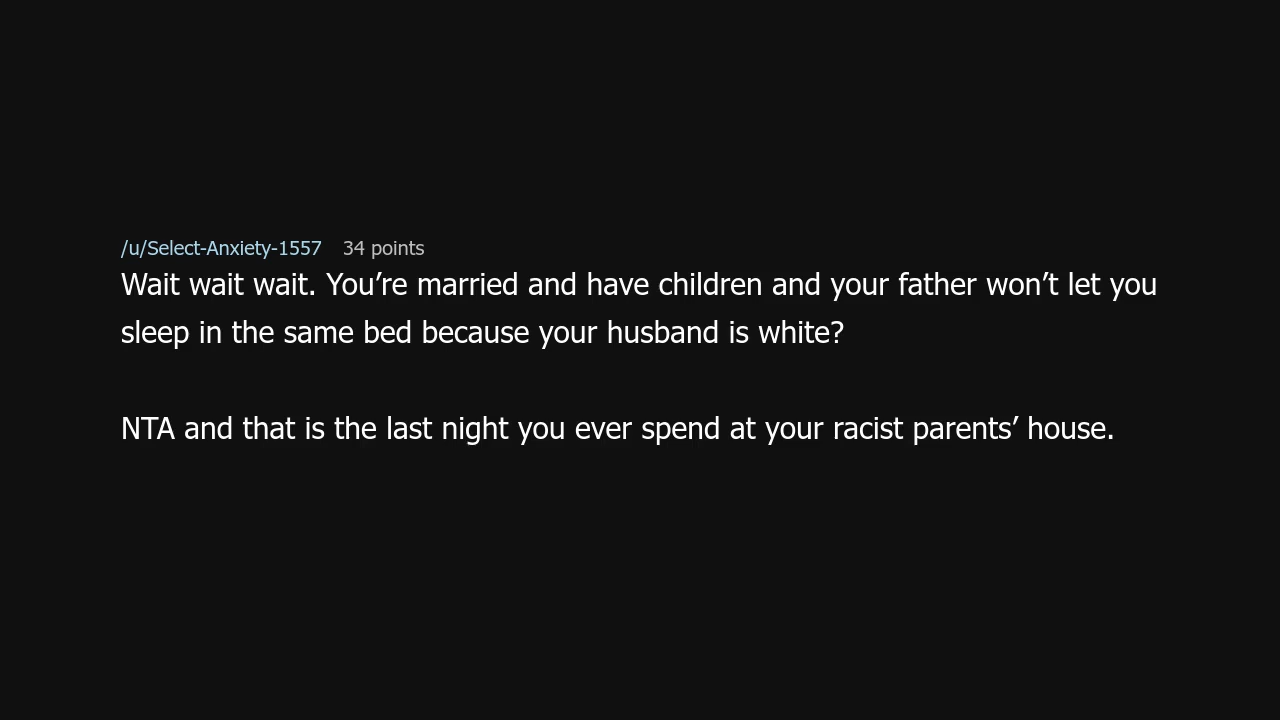 /u/Select-Anxiety-1557 34 points
Wait wait wait. You’re married and have children and your father won’t let you
sleep in the same bed because your husband is white?
NTA and that is the last night you ever spend at your racist parents’ house.